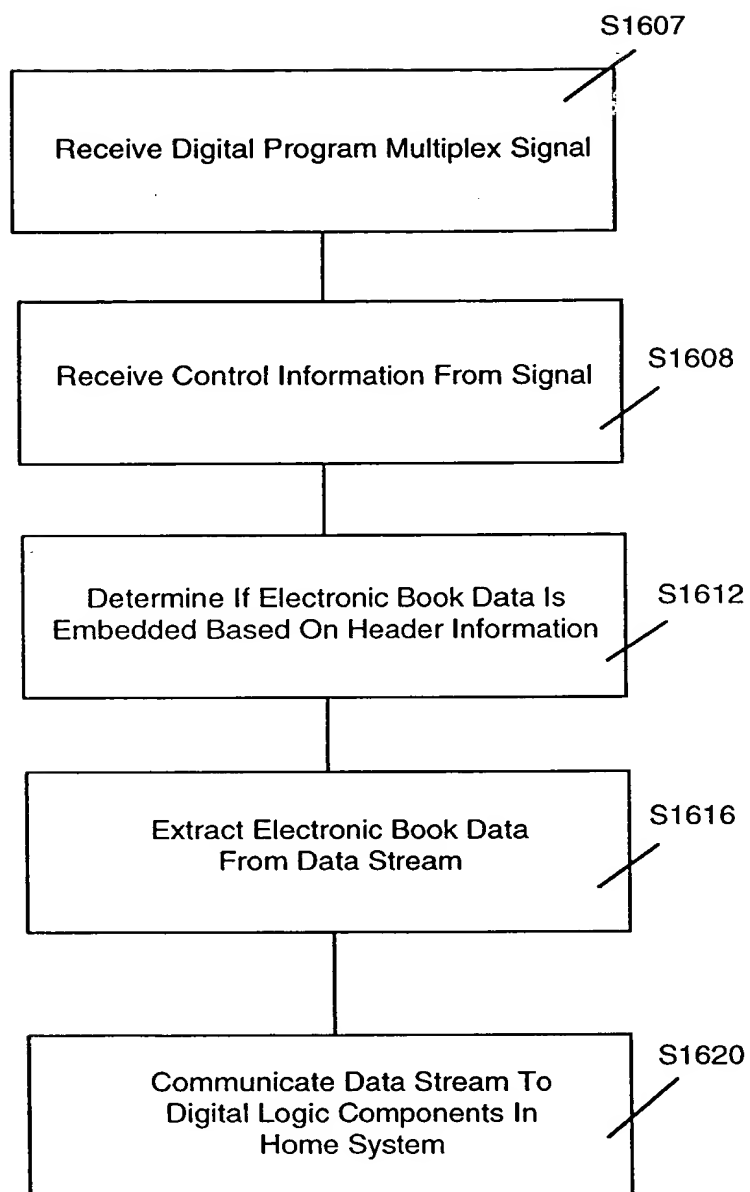 S1607
Receive Digital Program Multiplex Signal
Receive Control Information From Signal
S1608
Determine If Electronic Book Data Is
Embedded Based On Header Information
S1612
Extract Electronic Book Data
From Data Stream
S1616
Communicate Data Stream To
Digital Logic Components In
Home System
S1620